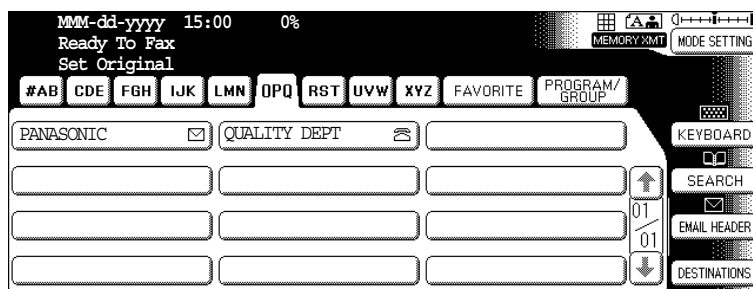 MMM-dd-yyyy 15:00 0%
Ready To Fax
MEMORY XMT MODE SETTING
Set Original
#AB CDE FGH IJK LMN OPQ RST UVW XYZ FAVORITE PROGRAM/
GROUP
PANASONIC QUALITY DEPT KEYBOARD
SEARCH
01
01
EMAIL HEADER
DESTINATIONS